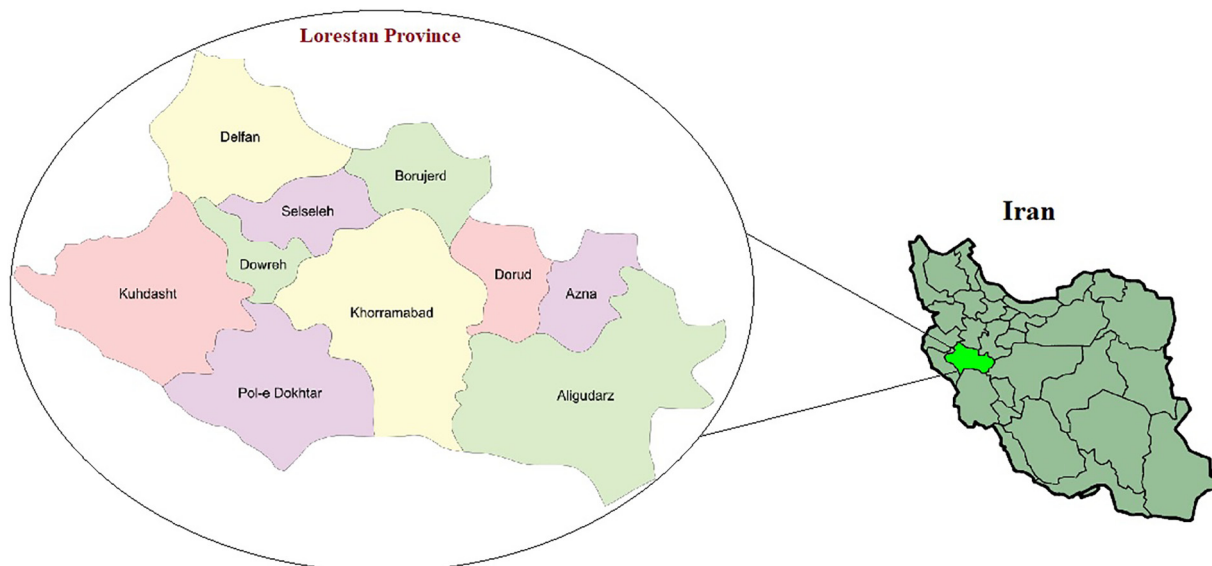 Lorestan Province
Delfan
Borujerd
Selseleh
Iran
Dowreh
Dorud
Kuhdasht
Azna
Khorramabad
Pol-e Dokhtar
Aligudarz